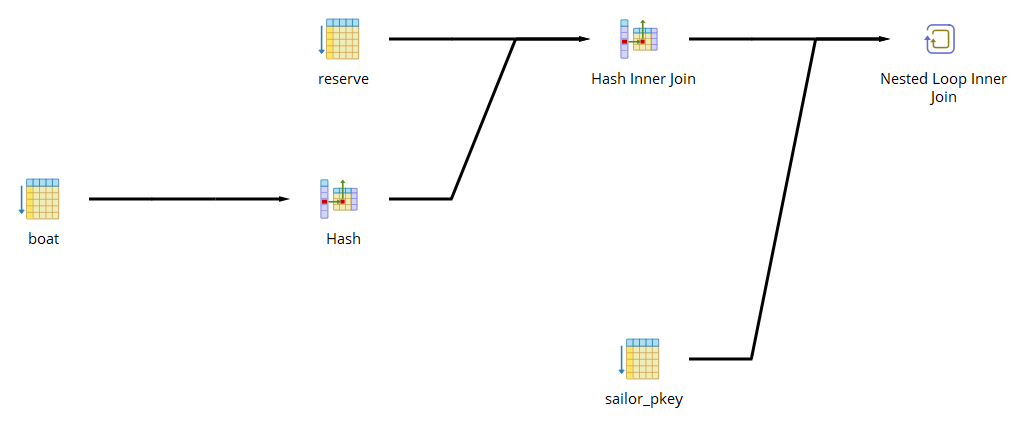 reserve
Hash Inner Join
Nested Loop Inner
Join
boat
Hash
sailor_pkey